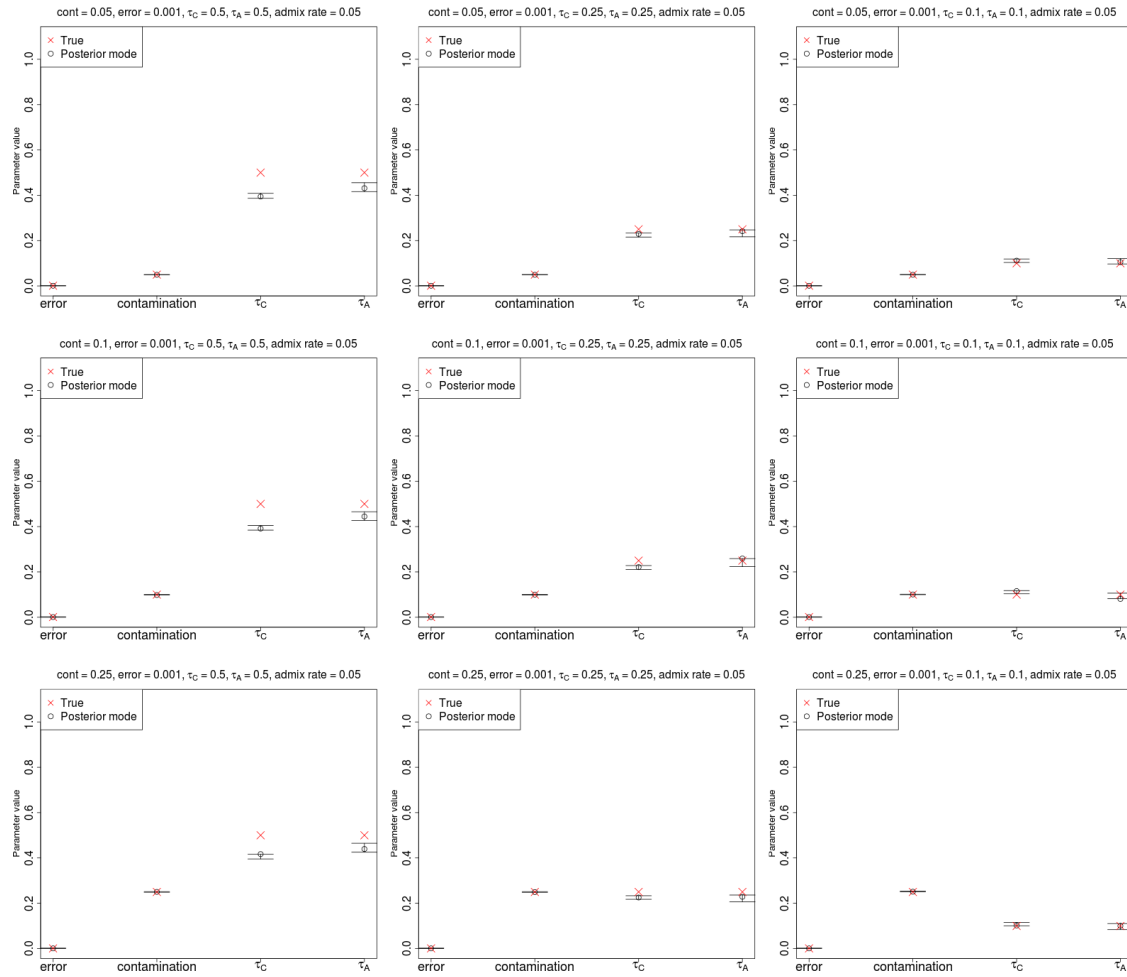 cont = 0.05, error = 0.001, τC = 0.5, τA = 0.5, admix rate = 0.05
× True
○ Posterior mode
Parameter value
0.0 0.2 0.4 0.6 0.8 1.0
error contamination τC τA
cont = 0.05, error = 0.001, τC = 0.25, τA = 0.25, admix rate = 0.05
× True
○ Posterior mode
Parameter value
0.0 0.2 0.4 0.6 0.8 1.0
error contamination τC τA
cont = 0.05, error = 0.001, τC = 0.1, τA = 0.1, admix rate = 0.05
× True
○ Posterior mode
Parameter value
0.0 0.2 0.4 0.6 0.8 1.0
error contamination τC τA
cont = 0.1, error = 0.001, τC = 0.5, τA = 0.5, admix rate = 0.05
× True
○ Posterior mode
Parameter value
0.0 0.2 0.4 0.6 0.8 1.0
error contamination τC τA
cont = 0.1, error = 0.001, τC = 0.25, τA = 0.25, admix rate = 0.05
× True
○ Posterior mode
Parameter value
0.0 0.2 0.4 0.6 0.8 1.0
error contamination τC τA
cont = 0.1, error = 0.001, τC = 0.1, τA = 0.1, admix rate = 0.05
× True
○ Posterior mode
Parameter value
0.0 0.2 0.4 0.6 0.8 1.0
error contamination τC τA
cont = 0.25, error = 0.001, τC = 0.5, τA = 0.5, admix rate = 0.05
× True
○ Posterior mode
Parameter value
0.0 0.2 0.4 0.6 0.8 1.0
error contamination τC τA
cont = 0.25, error = 0.001, τC = 0.25, τA = 0.25, admix rate = 0.05
× True
○ Posterior mode
Parameter value
0.0 0.2 0.4 0.6 0.8 1.0
error contamination τC τA
cont = 0.25, error = 0.001, τC = 0.1, τA = 0.1, admix rate = 0.05
× True
○ Posterior mode
Parameter value
0.0 0.2 0.4 0.6 0.8 1.0
error contamination τC τA